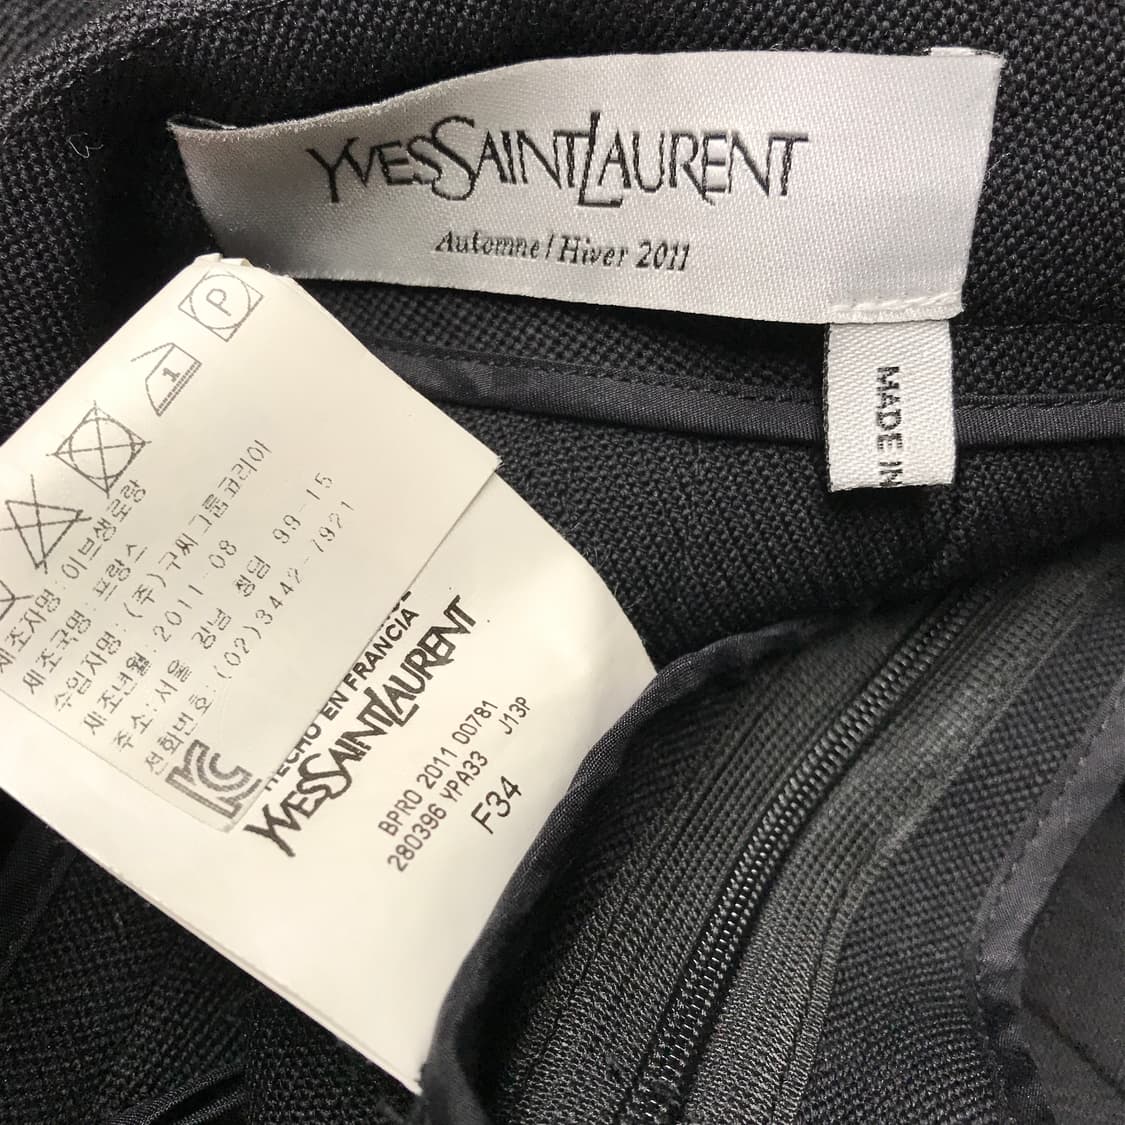 YVESSAINTLAURENT
Automne / Hiver 2011
MADE IN
P
1
제조자명: 이브생로랑
제조국명: 프랑스
수입자명: (주)구찌그룹코리아
제조년월: 2011-08
주소: 서울 강남 청담 99-15
전화번호: (02)3442-7921
HECHO EN FRANCIA
YVESSAINTLAURENT
BPRO 2011 00781
280396 YPA33 J13P
F34